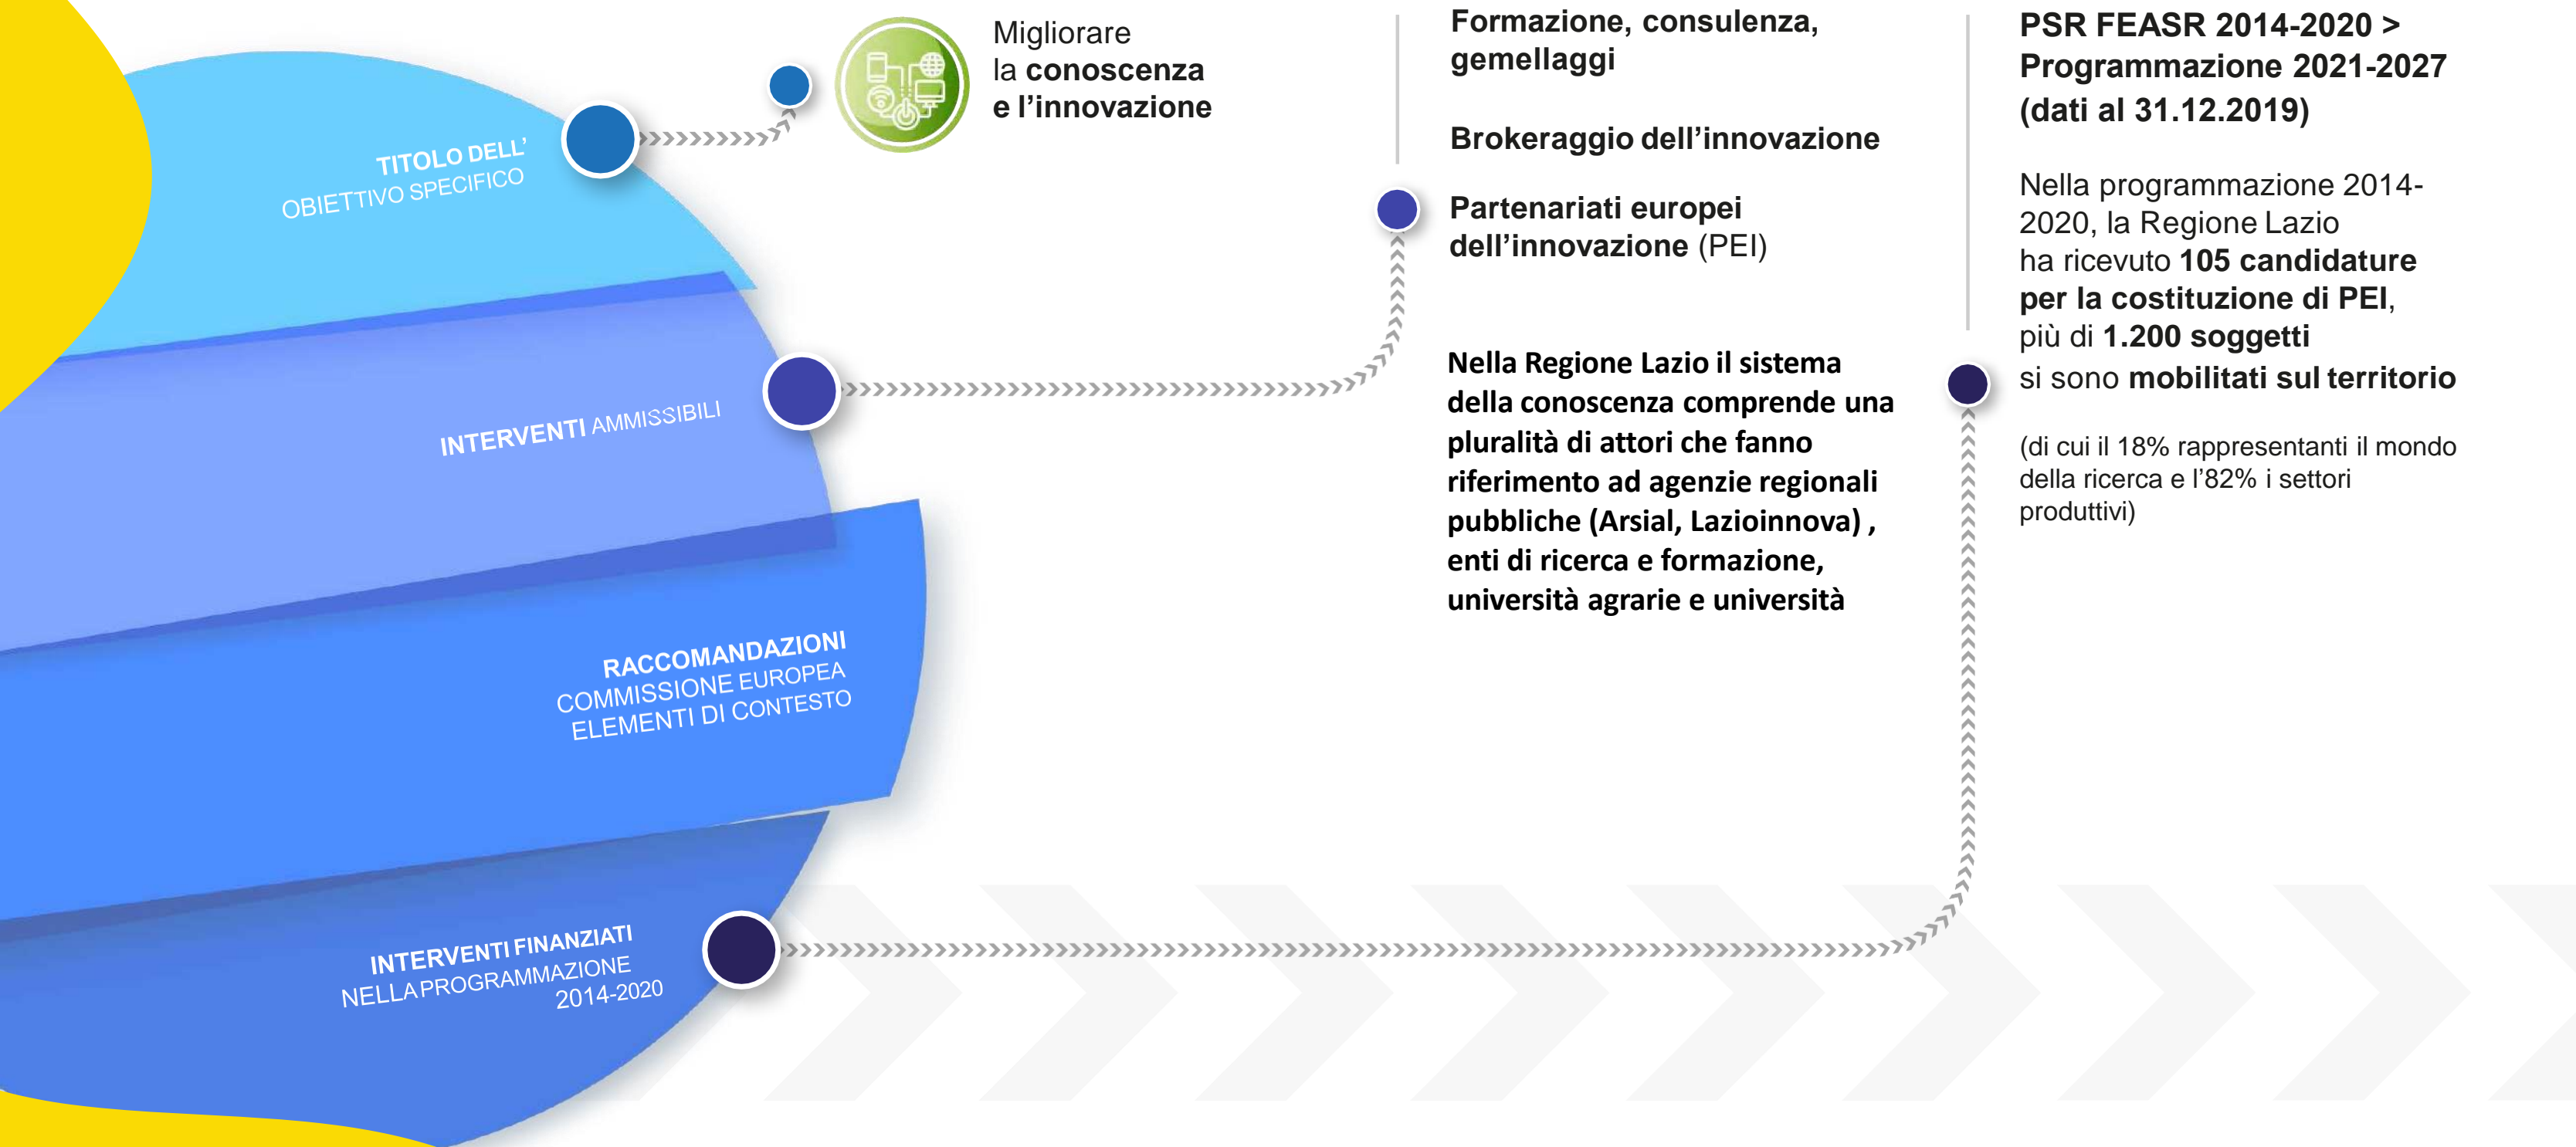 TITOLO DELL'
OBIETTIVO SPECIFICO
INTERVENTI AMMISSIBILI
RACCOMANDAZIONI
COMMISSIONE EUROPEA
ELEMENTI DI CONTESTO
INTERVENTI FINANZIATI
NELLA PROGRAMMAZIONE
2014-2020
Migliorare
la conoscenza
e l’innovazione
Formazione, consulenza,
gemellaggi
Brokeraggio dell’innovazione
Partenariati europei
dell’innovazione (PEI)
Nella Regione Lazio il sistema
della conoscenza comprende una
pluralità di attori che fanno
riferimento ad agenzie regionali
pubbliche (Arsial, Lazioinnova) ,
enti di ricerca e formazione,
università agrarie e università
PSR FEASR 2014-2020 >
Programmazione 2021-2027
(dati al 31.12.2019)
Nella programmazione 2014-
2020, la Regione Lazio
ha ricevuto 105 candidature
per la costituzione di PEI,
più di 1.200 soggetti
si sono mobilitati sul territorio
(di cui il 18% rappresentanti il mondo
della ricerca e l’82% i settori
produttivi)